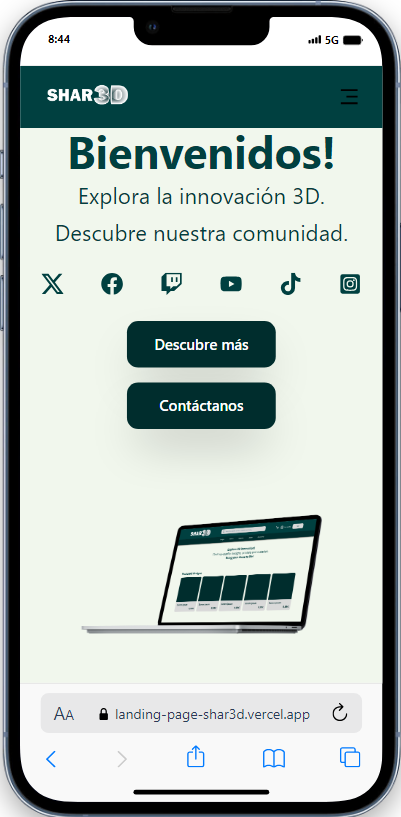 8:44
5G
SHAR3D
Bienvenidos!
Explora la innovación 3D.
Descubre nuestra comunidad.
Descubre más
Contáctanos
SHAR3D
AA
landing-page-shar3d.vercel.app